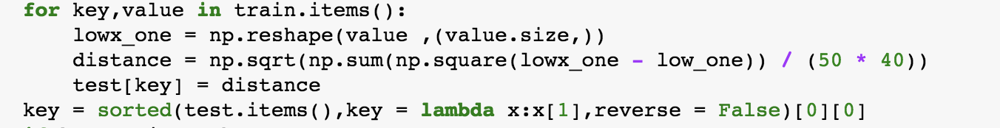 for key,value in train.items():
    lowx_one = np.reshape(value ,(value.size,))
    distance = np.sqrt(np.sum(np.square(lowx_one - low_one)) / (50 * 40))
    test[key] = distance
key = sorted(test.items(),key = lambda x:x[1],reverse = False)[0][0]